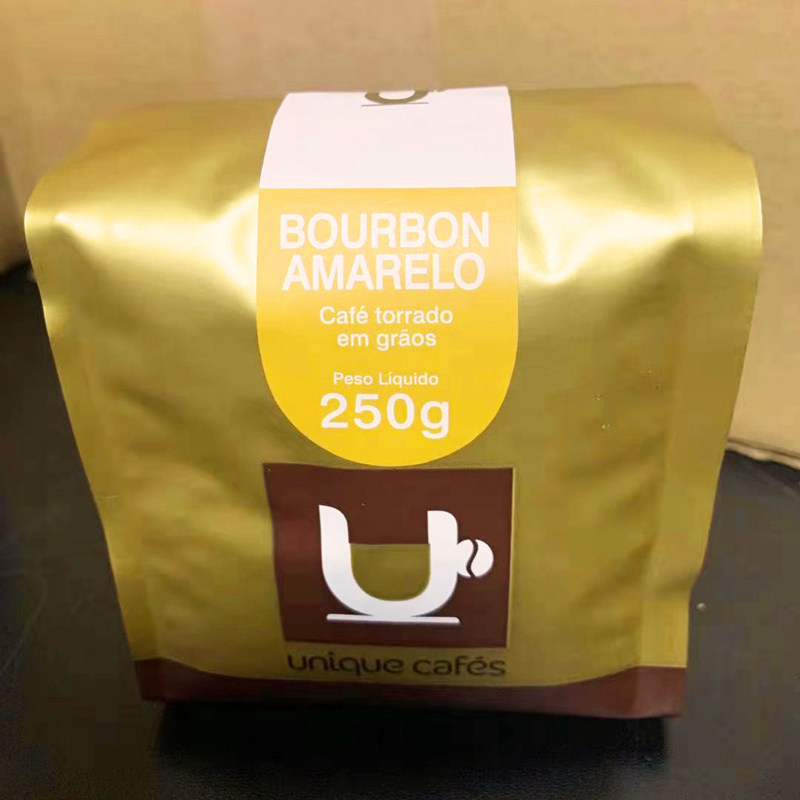 BOURBON
AMARELO
Café torrado
em grãos
Peso Líquido
250g
unique cafés